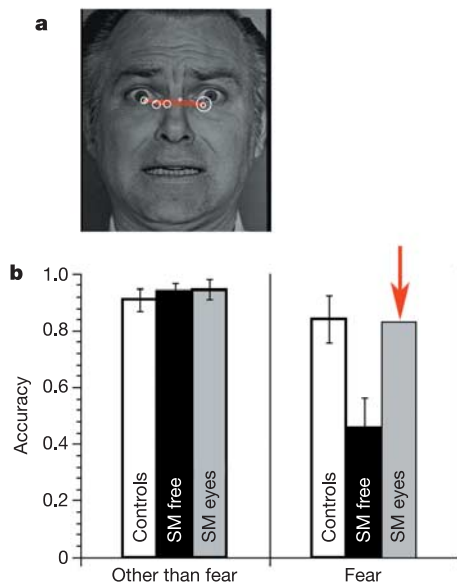 a
b
1.0
0.8
0.6
0.4
0.2
0
Accuracy
Controls
SM free
SM eyes
Controls
SM free
SM eyes
Other than fear
Fear